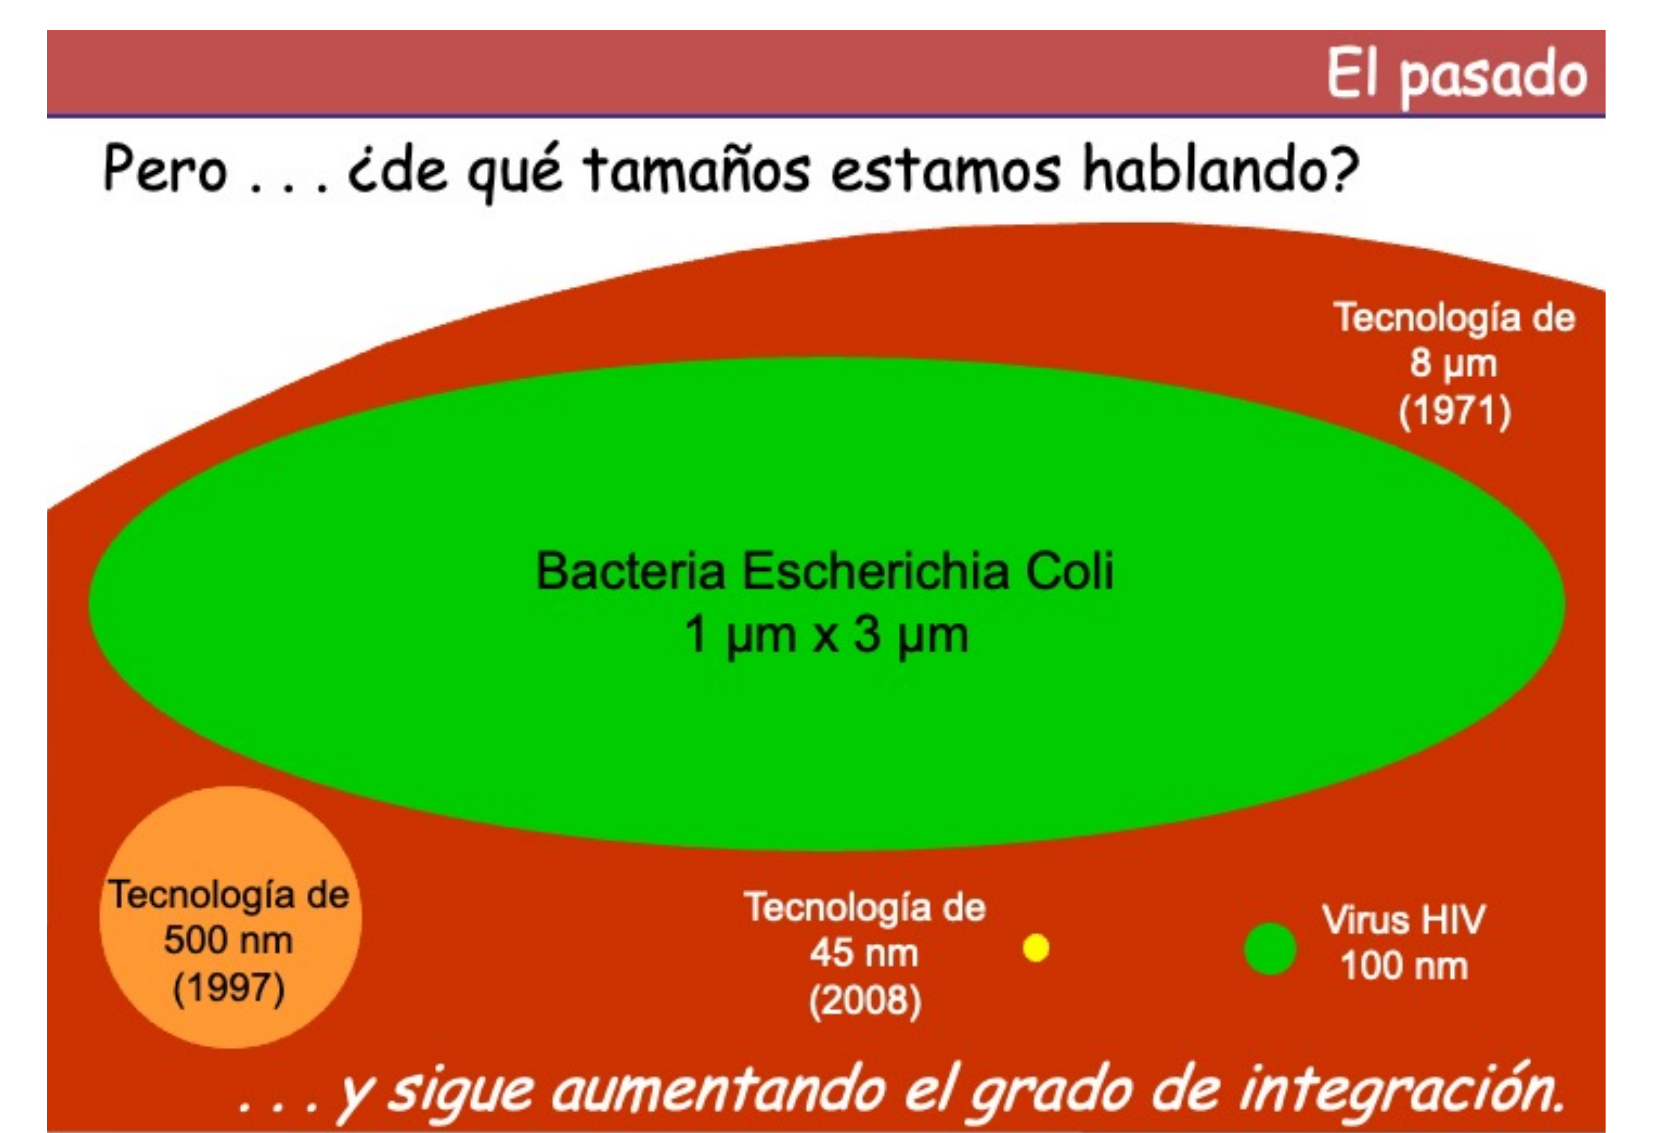 El pasado
Pero . . . ¿de qué tamaños estamos hablando?
Tecnología de
8 µm
(1971)
Bacteria Escherichia Coli
1 µm x 3 µm
Tecnología de
500 nm
(1997)
Tecnología de
45 nm
(2008)
Virus HIV
100 nm
. . . y sigue aumentando el grado de integración.